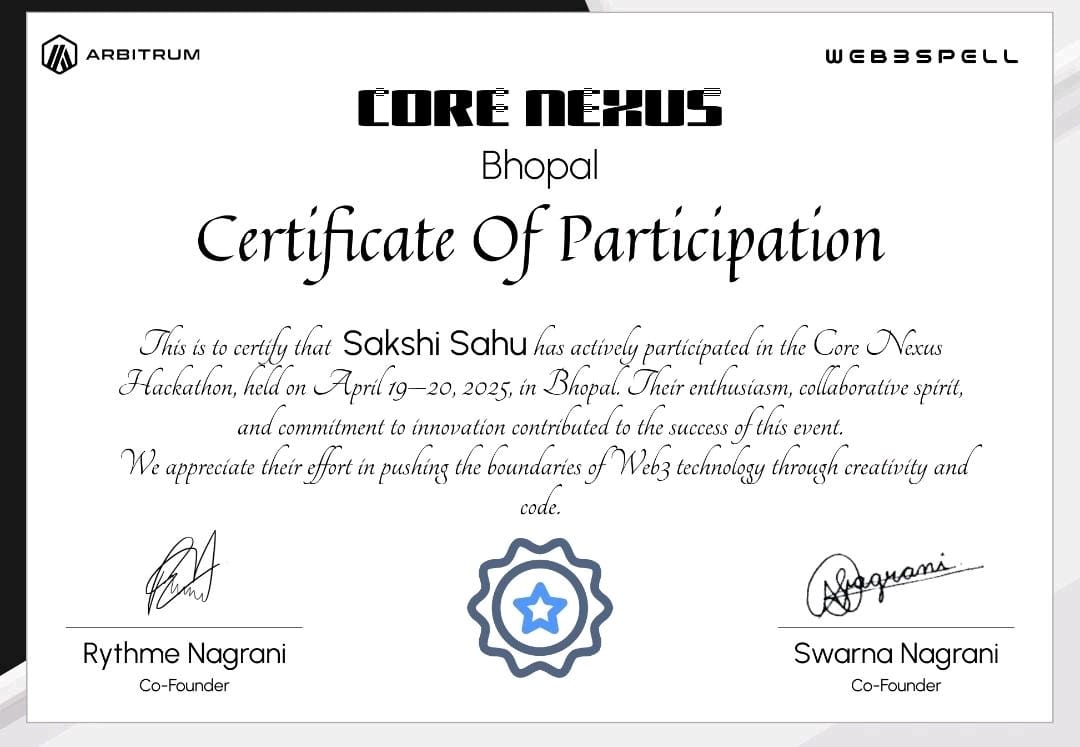 ARBITRUM
WEB3SPELL
CORE NEXUS
Bhopal
Certificate Of Participation
This is to certify that Sakshi Sahu has actively participated in the Core Nexus
Hackathon, held on April 19–20, 2025, in Bhopal. Their enthusiasm, collaborative spirit,
and commitment to innovation contributed to the success of this event.
We appreciate their effort in pushing the boundaries of Web3 technology through creativity and
code.
Rythme Nagrani
Co-Founder
Swarna Nagrani
Co-Founder